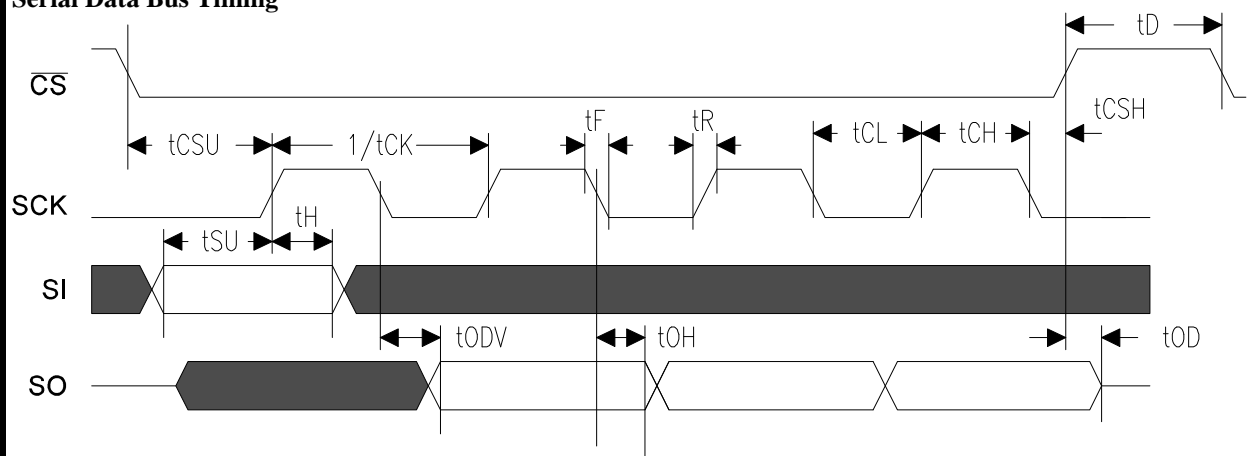 Serial Data Bus Timing
tD
CS
tCSH
tF
tR
tCSU
1/tCK
tCL
tCH
SCK
tH
tSU
SI
tODV
tOH
tOD
SO